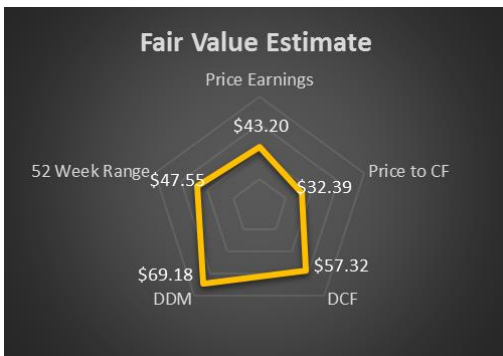 Fair Value Estimate
Price Earnings
$43.20
52 Week Range
$47.55
$32.39
Price to CF
$69.18
$57.32
DDM
DCF